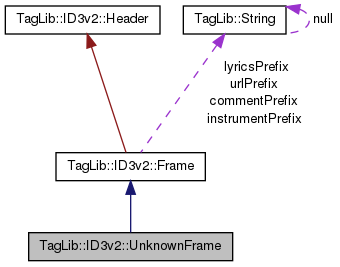 TagLib::ID3v2::Header
TagLib::String
null
lyricsPrefix
urlPrefix
commentPrefix
instrumentPrefix
TagLib::ID3v2::Frame
TagLib::ID3v2::UnknownFrame